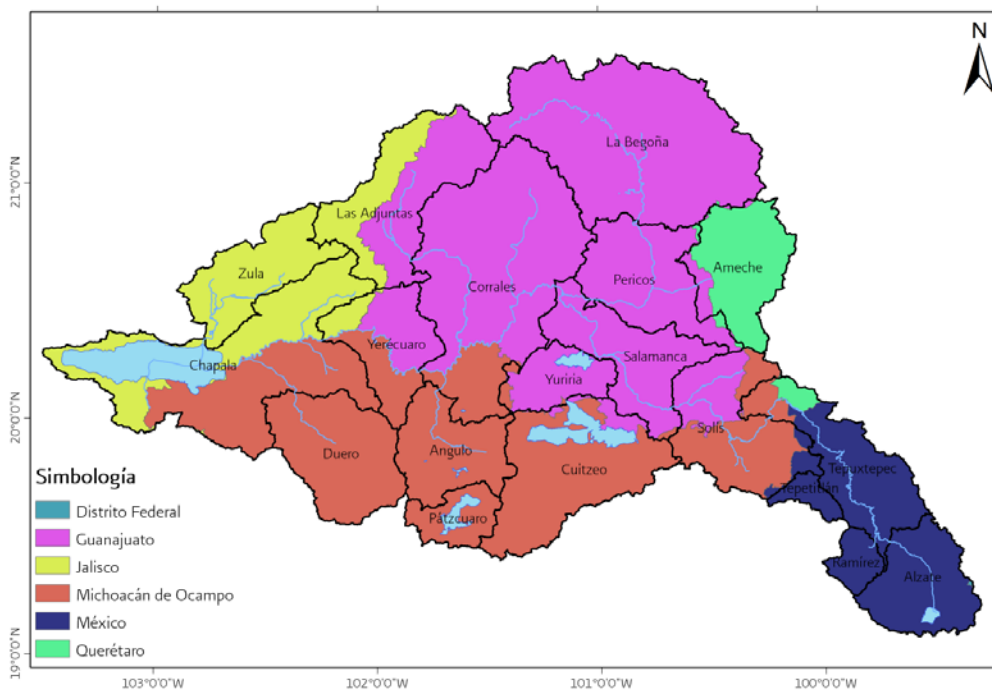 N
21°0'0"N
20°0'0"N
19°0'0"N
La Begoña
Las Adjuntas
Zula
Ameche
Pericos
Corrales
Yerécuaro
Salamanca
Chapala
Yuriria
Solís
Duero
Angulo
Cuitzeo
Tepuxtepec
Tepetitlán
Pátzcuaro
Ramírez
Alzate
Simbología
Distrito Federal
Guanajuato
Jalisco
Michoacán de Ocampo
México
Querétaro
103°0'0"W
102°0'0"W
101°0'0"W
100°0'0"W